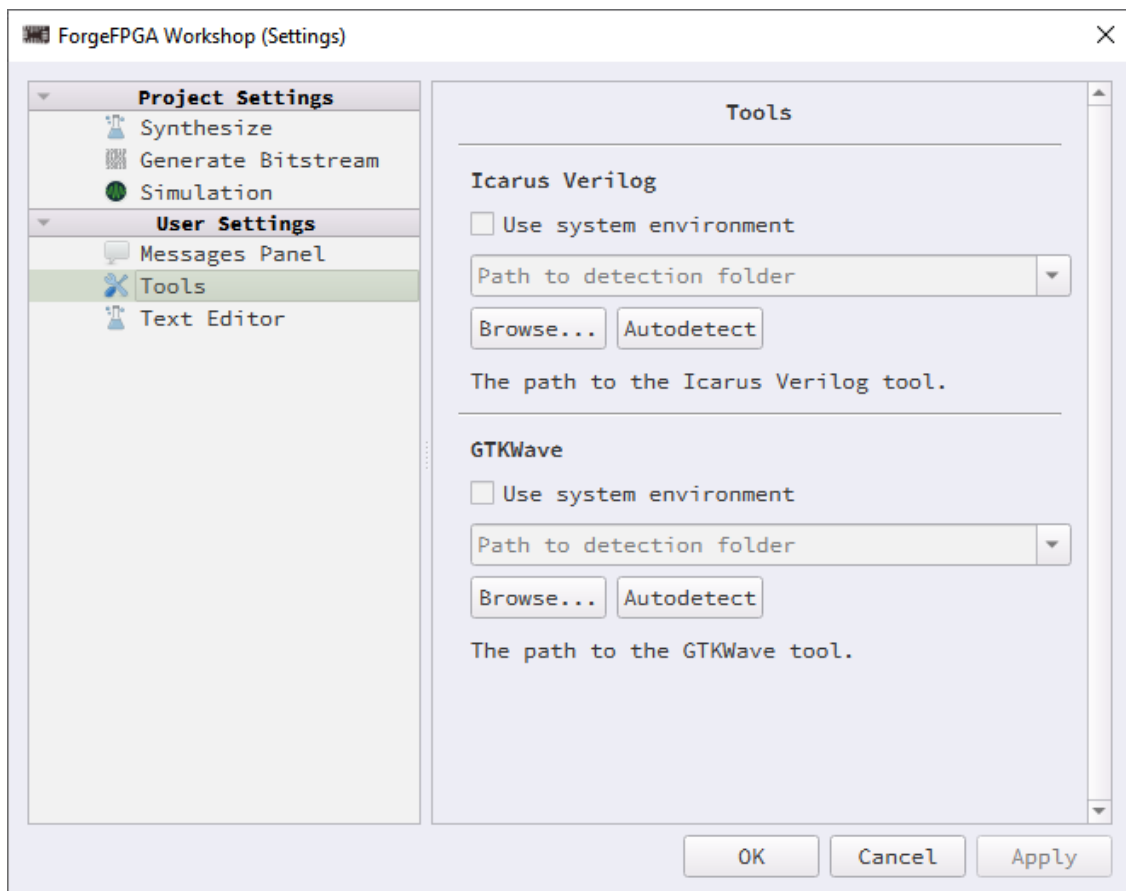 ForgeFPGA Workshop (Settings)
Project Settings
Synthesize
Generate Bitstream
Simulation
User Settings
Messages Panel
Tools
Text Editor
Tools
Icarus Verilog
Use system environment
Path to detection folder
Browse... Autodetect
The path to the Icarus Verilog tool.
GTKWave
Use system environment
Path to detection folder
Browse... Autodetect
The path to the GTKWave tool.
OK Cancel Apply